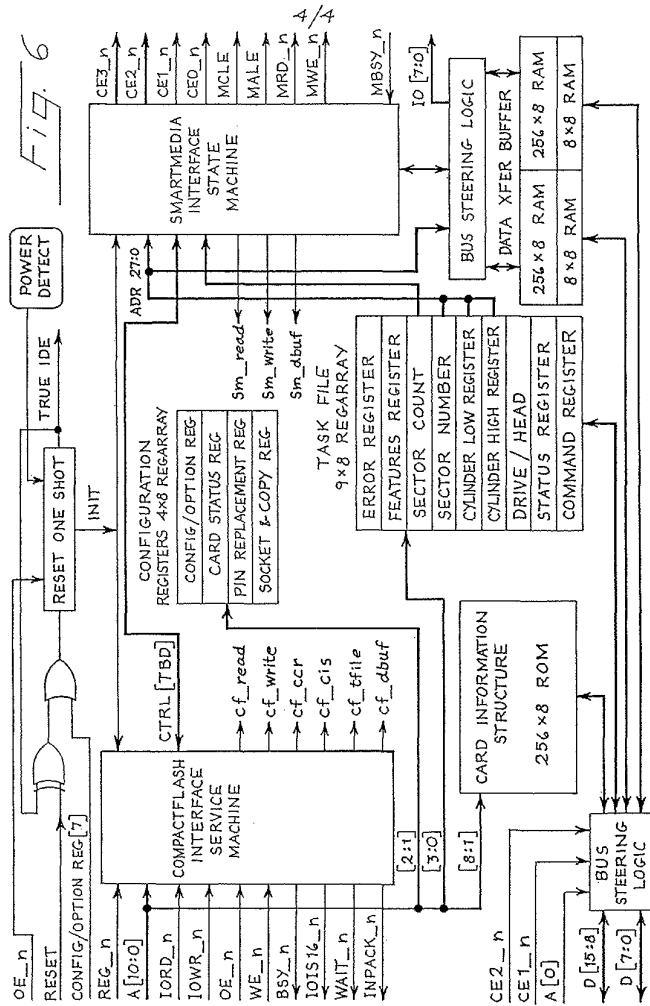 4/4
Fig. 6
OE_n
RESET
CONFIG/OPTION REG[7]
RESET ONE SHOT
TRUE IDE
POWER
DETECT
INIT
REG_n
A[10:0]
IORD_n
IOWR_n
OE_n
WE_n
BSY_n
IOIS16_n
WAIT_n
INPACK_n
COMPACTFLASH
INTERFACE
SERVICE
MACHINE
CTRL [TBD]
cf_read
cf_write
cf_ccr
cf_cis
cf_tfile
cf_dbuf
[2:1]
[3:0]
[8:1]
CONFIGURATION
REGISTERS 4x8 REGARRAY
CONFIG/OPTION REG
CARD STATUS REG
PIN REPLACEMENT REG
SOCKET & COPY REG
ADR 27:0
Sm_read
Sm_write
Sm_dbuf
SMARTMEDIA
INTERFACE
STATE
MACHINE
CE3_n
CE2_n
CE1_n
CE0_n
MCLE
MALE
MRD_n
MWE_n
MBSY_n
IO [7:0]
TASK FILE
9x8 REGARRAY
ERROR REGISTER
FEATURES REGISTER
SECTOR COUNT
SECTOR NUMBER
CYLINDER LOW REGISTER
CYLINDER HIGH REGISTER
DRIVE / HEAD
STATUS REGISTER
COMMAND REGISTER
BUS STEERING LOGIC
DATA XFER BUFFER
256x8 RAM
256x8 RAM
8x8 RAM
8x8 RAM
CARD INFORMATION
STRUCTURE
256x8 ROM
CE2_n
CE1_n
A[0]
D[15:8]
D[7:0]
BUS
STEERING
LOGIC